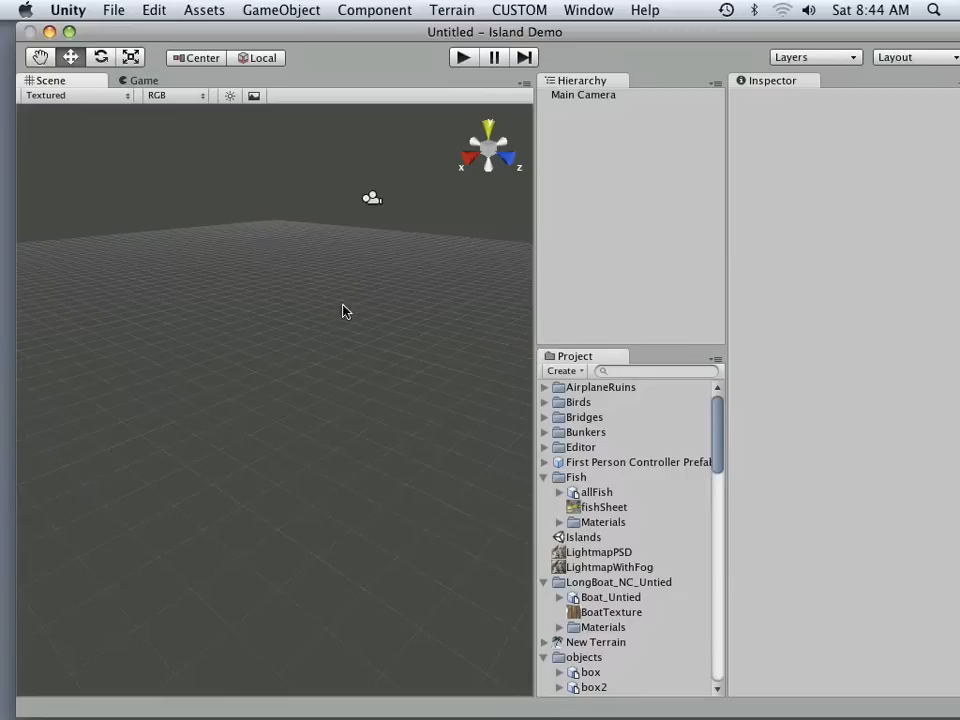 Unity File Edit Assets GameObject Component Terrain CUSTOM Window Help Sat 8:44 AM
Untitled – Island Demo
Center Local Layers Layout
Scene Game Hierarchy Inspector
Textured RGB Main Camera
Y
x z
Project
Create
AirplaneRuins
Birds
Bridges
Bunkers
Editor
First Person Controller Prefab
Fish
allFish
fishSheet
Materials
Islands
LightmapPSD
LightmapWithFog
LongBoat_NC_Untied
Boat_Untied
BoatTexture
Materials
New Terrain
objects
box
box2